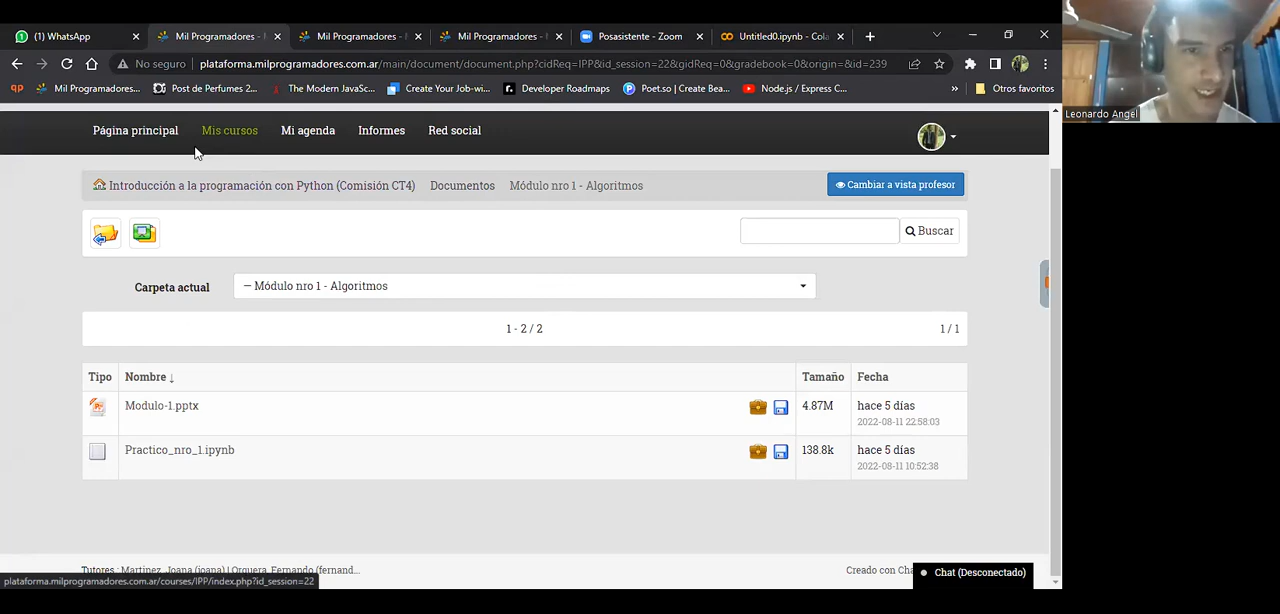 (1) WhatsApp
Mil Programadores -
Mil Programadores -
Mil Programadores -
Posasistente - Zoom
Untitled0.ipynb - Cola
No seguro
plataforma.milprogramadores.com.ar/main/document/document.php?cidReq=IPP&id_session=22&gidReq=0&gradebook=0&origin=&id=239
Mil Programadores...
Post de Perfumes 2...
The Modern JavaSc...
Create Your Job-wi...
Developer Roadmaps
Poet.so | Create Bea...
Node.js / Express C...
»
Otros favoritos
Leonardo Angel
Página principal
Mis cursos
Mi agenda
Informes
Red social
Introducción a la programación con Python (Comisión CT4)
Documentos
Módulo nro 1 - Algoritmos
Cambiar a vista profesor
Buscar
Carpeta actual
— Módulo nro 1 - Algoritmos
1 - 2 / 2
1 / 1
Tipo
Nombre ↓
Tamaño
Fecha
Modulo-1.pptx
4.87M
hace 5 días
2022-08-11 22:58:03
Practico_nro_1.ipynb
138.8k
hace 5 días
2022-08-11 10:52:38
Tutores : Martinez, Joana (joana) | Orquera, Fernando (fernand...
Creado con Cha
Chat (Desconectado)
plataforma.milprogramadores.com.ar/courses/IPP/index.php?id_session=22